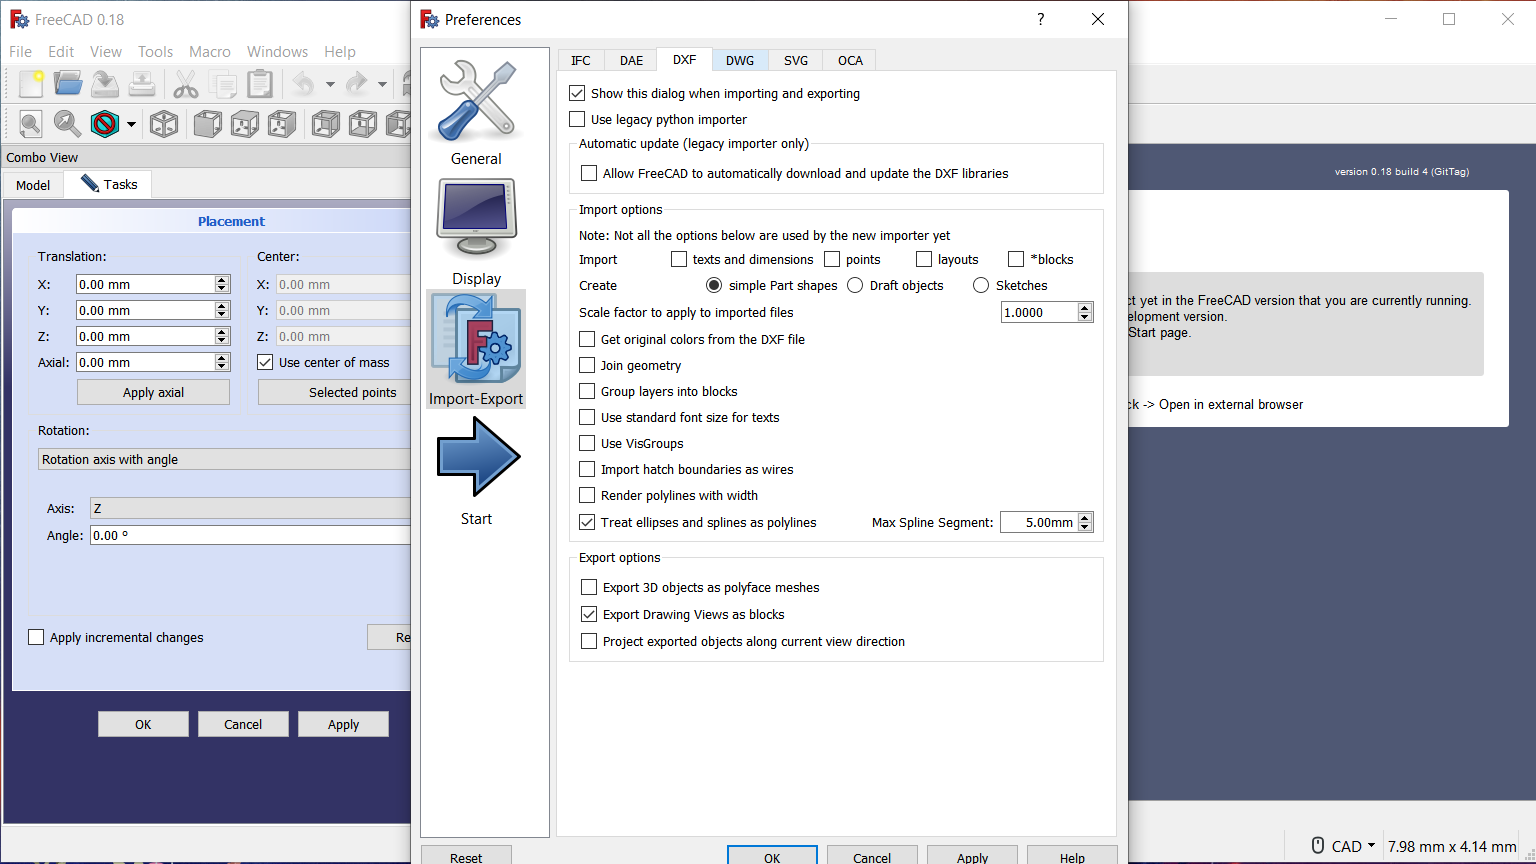 FreeCAD 0.18
File Edit View Tools Macro Windows Help
Combo View
Model Tasks
Placement
Translation: Center:
X: 0.00 mm X: 0.00 mm
Y: 0.00 mm Y: 0.00 mm
Z: 0.00 mm Z: 0.00 mm
Axial: 0.00 mm Use center of mass
Apply axial Selected points
Rotation:
Rotation axis with angle
Axis: Z
Angle: 0.00 °
Apply incremental changes
OK Cancel Apply
Preferences
?
General
Display
Import-Export
Start
IFC DAE DXF DWG SVG OCA
Show this dialog when importing and exporting
Use legacy python importer
Automatic update (legacy importer only)
Allow FreeCAD to automatically download and update the DXF libraries
Import options
Note: Not all the options below are used by the new importer yet
Import texts and dimensions points layouts *blocks
Create simple Part shapes Draft objects Sketches
Scale factor to apply to imported files 1.0000
Get original colors from the DXF file
Join geometry
Group layers into blocks
Use standard font size for texts
Use VisGroups
Import hatch boundaries as wires
Render polylines with width
Treat ellipses and splines as polylines Max Spline Segment: 5.00mm
Export options
Export 3D objects as polyface meshes
Export Drawing Views as blocks
Project exported objects along current view direction
Reset OK Cancel Apply Help
version 0.18 build 4 (GitTag)
yet in the FreeCAD version that you are currently running.
version.
Start page.
-> Open in external browser
CAD 7.98 mm x 4.14 mm